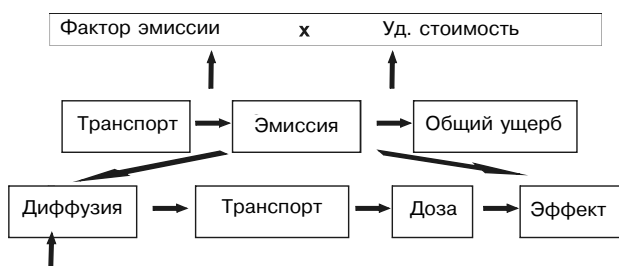 Фактор эмиссии x Уд. стоимость
Транспорт Эмиссия Общий ущерб
Диффузия Транспорт Доза Эффект